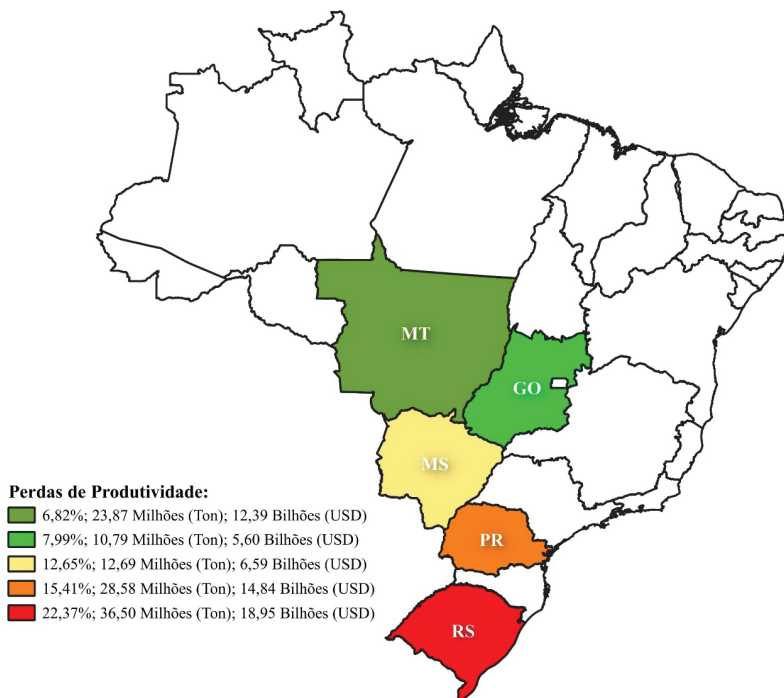 MT
GO
MS
Perdas de Produtividade:
6,82%; 23,87 Milhões (Ton); 12,39 Bilhões (USD)
7,99%; 10,79 Milhões (Ton); 5,60 Bilhões (USD)
12,65%; 12,69 Milhões (Ton); 6,59 Bilhões (USD)
15,41%; 28,58 Milhões (Ton); 14,84 Bilhões (USD)
22,37%; 36,50 Milhões (Ton); 18,95 Bilhões (USD)
PR
RS